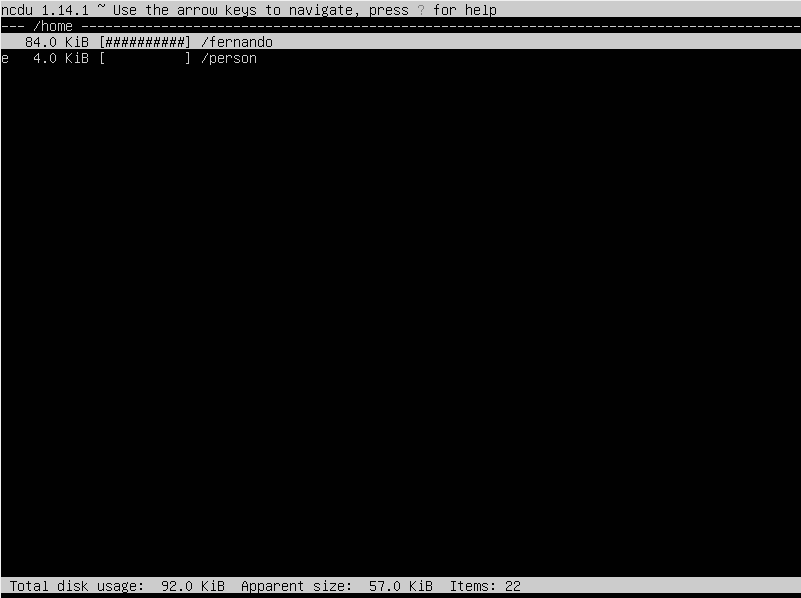 ncdu 1.14.1 ~ Use the arrow keys to navigate, press ? for help
--- /home ------------------------------------------------------------------------------------------
   84.0 KiB [##########] /fernando
e   4.0 KiB [          ] /person
 Total disk usage:  92.0 KiB  Apparent size:  57.0 KiB  Items: 22